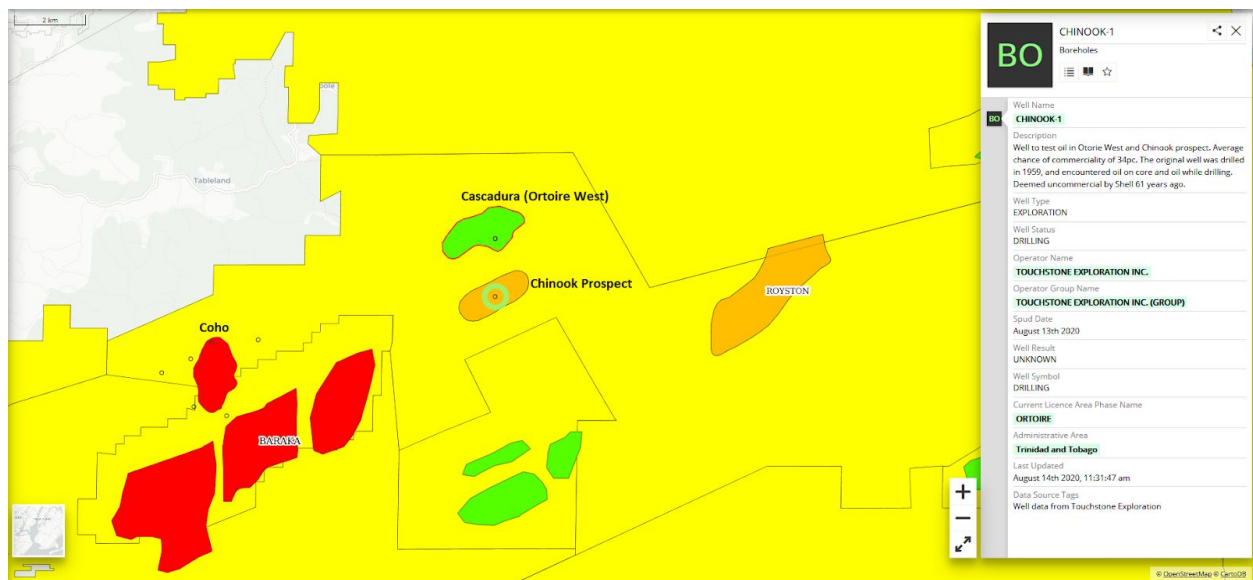 2 km
pole
Tableland
Cascadura (Ortoire West)
Chinook Prospect
ROYSTON
Coho
BARAKA
BO
CHINOOK-1
Boreholes
BO
Well Name
CHINOOK-1
Description
Well to test oil in Otorie West and Chinook prospect. Average
chance of commerciality of 34pc. The original well was drilled
in 1959, and encountered oil on core and oil while drilling.
Deemed uncommercial by Shell 61 years ago.
Well Type
EXPLORATION
Well Status
DRILLING
Operator Name
TOUCHSTONE EXPLORATION INC.
Operator Group Name
TOUCHSTONE EXPLORATION INC. (GROUP)
Spud Date
August 13th 2020
Well Result
UNKNOWN
Well Symbol
DRILLING
Current Licence Area Phase Name
ORTOIRE
Administrative Area
Trinidad and Tobago
Last Updated
August 14th 2020, 11:31:47 am
Data Source Tags
Well data from Touchstone Exploration
© OpenStreetMap © CartoDB